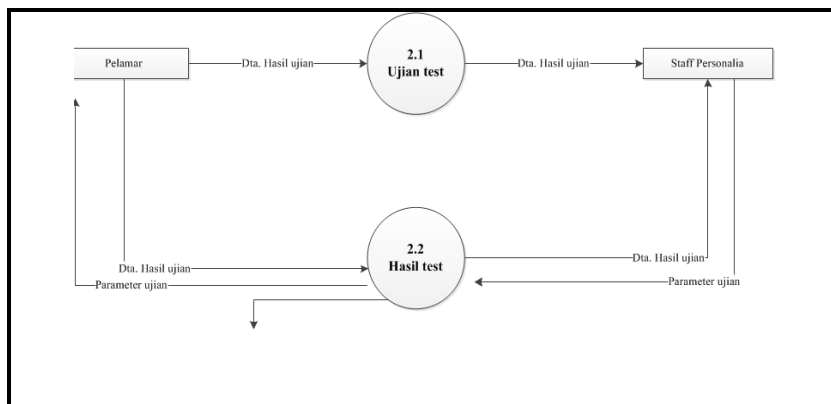 Pelamar
Dta. Hasil ujian
2.1
Ujian test
Dta. Hasil ujian
Staff Personalia
2.2
Hasil test
Dta. Hasil ujian
Dta. Hasil ujian
Parameter ujian
Parameter ujian